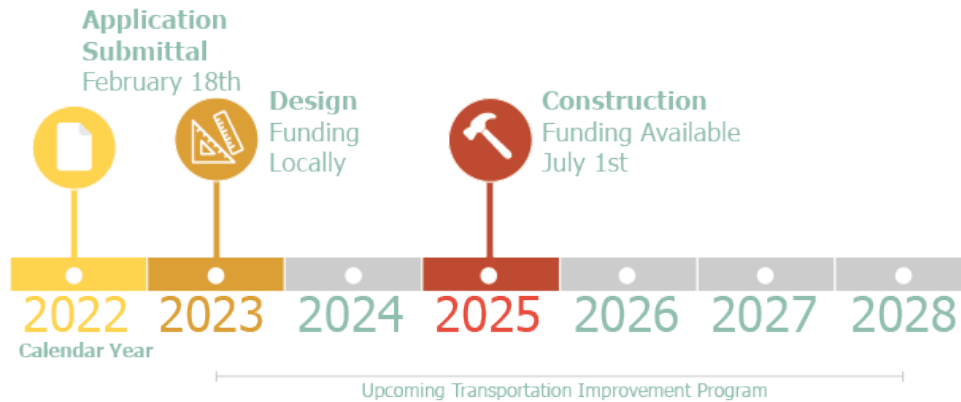 Application
Submittal
February 18th
Design
Funding
Locally
Construction
Funding Available
July 1st
2022 2023 2024 2025 2026 2027 2028
Calendar Year
Upcoming Transportation Improvement Program